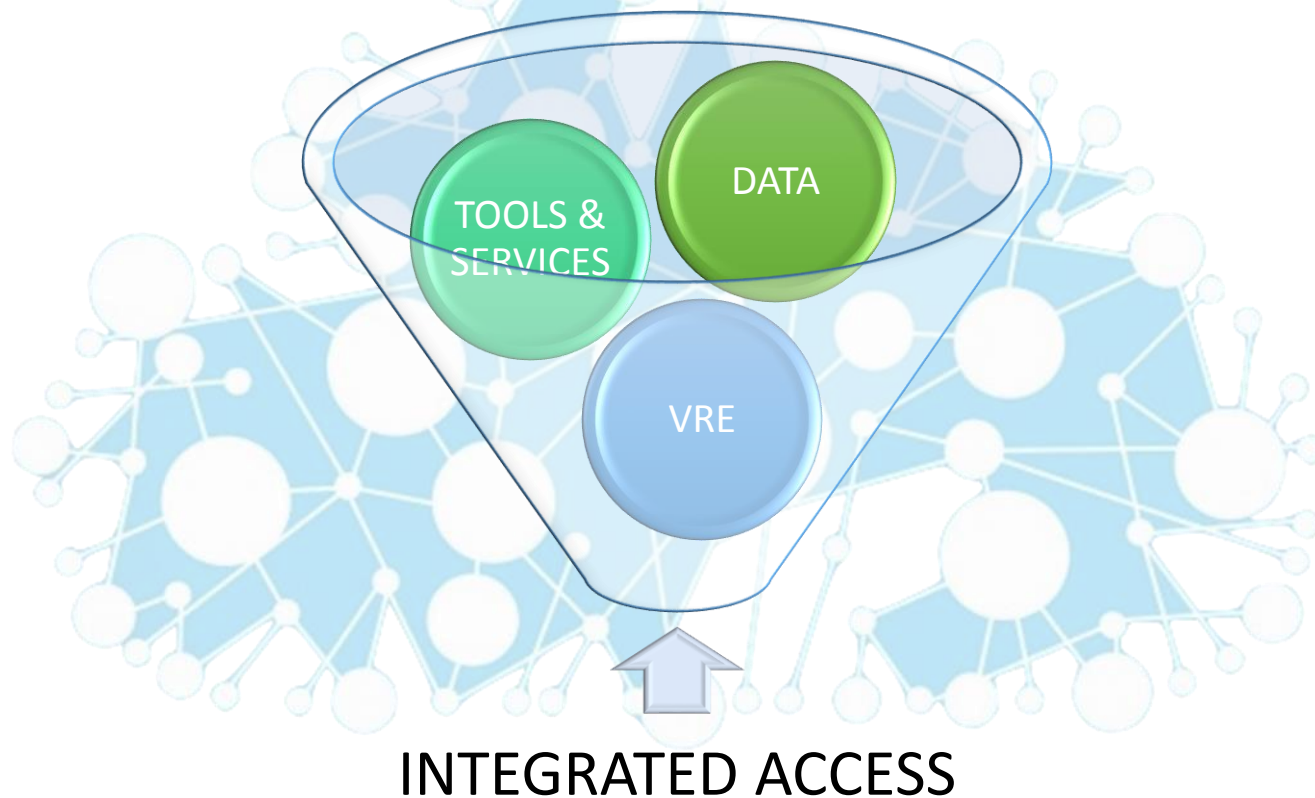 DATA
TOOLS &
SERVICES
VRE
INTEGRATED ACCESS